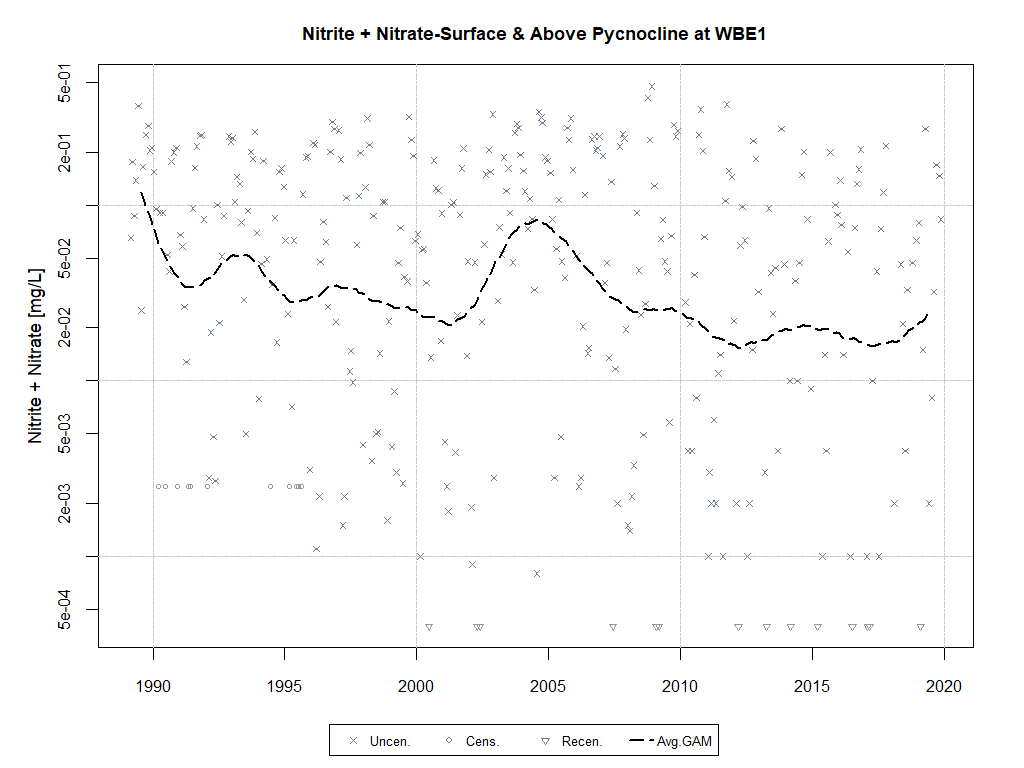 Nitrite + Nitrate-Surface & Above Pycnocline at WBE1
Nitrite + Nitrate [mg/L]
5e-01
2e-01
5e-02
2e-02
5e-03
2e-03
5e-04
1990 1995 2000 2005 2010 2015 2020
Uncen. Cens. Recen. Avg.GAM